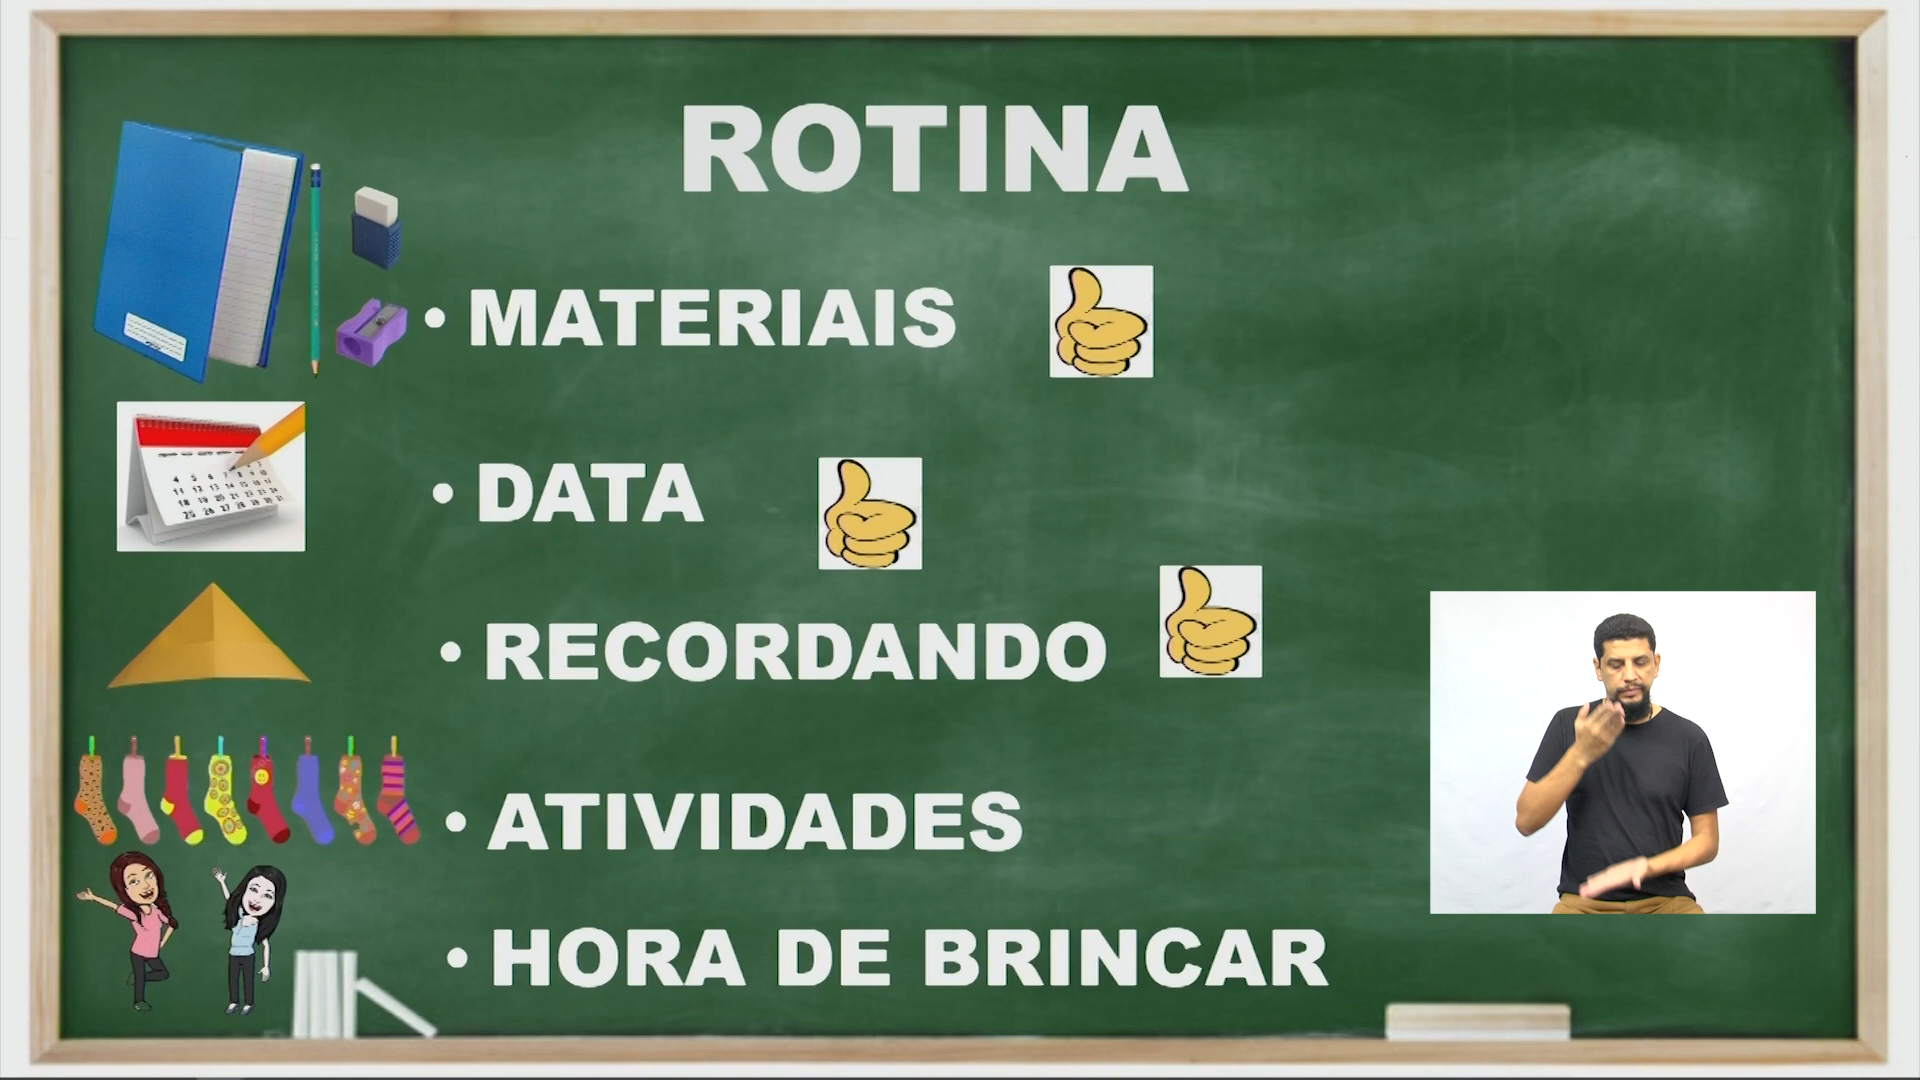 ROTINA
• MATERIAIS
• DATA
• RECORDANDO
• ATIVIDADES
• HORA DE BRINCAR